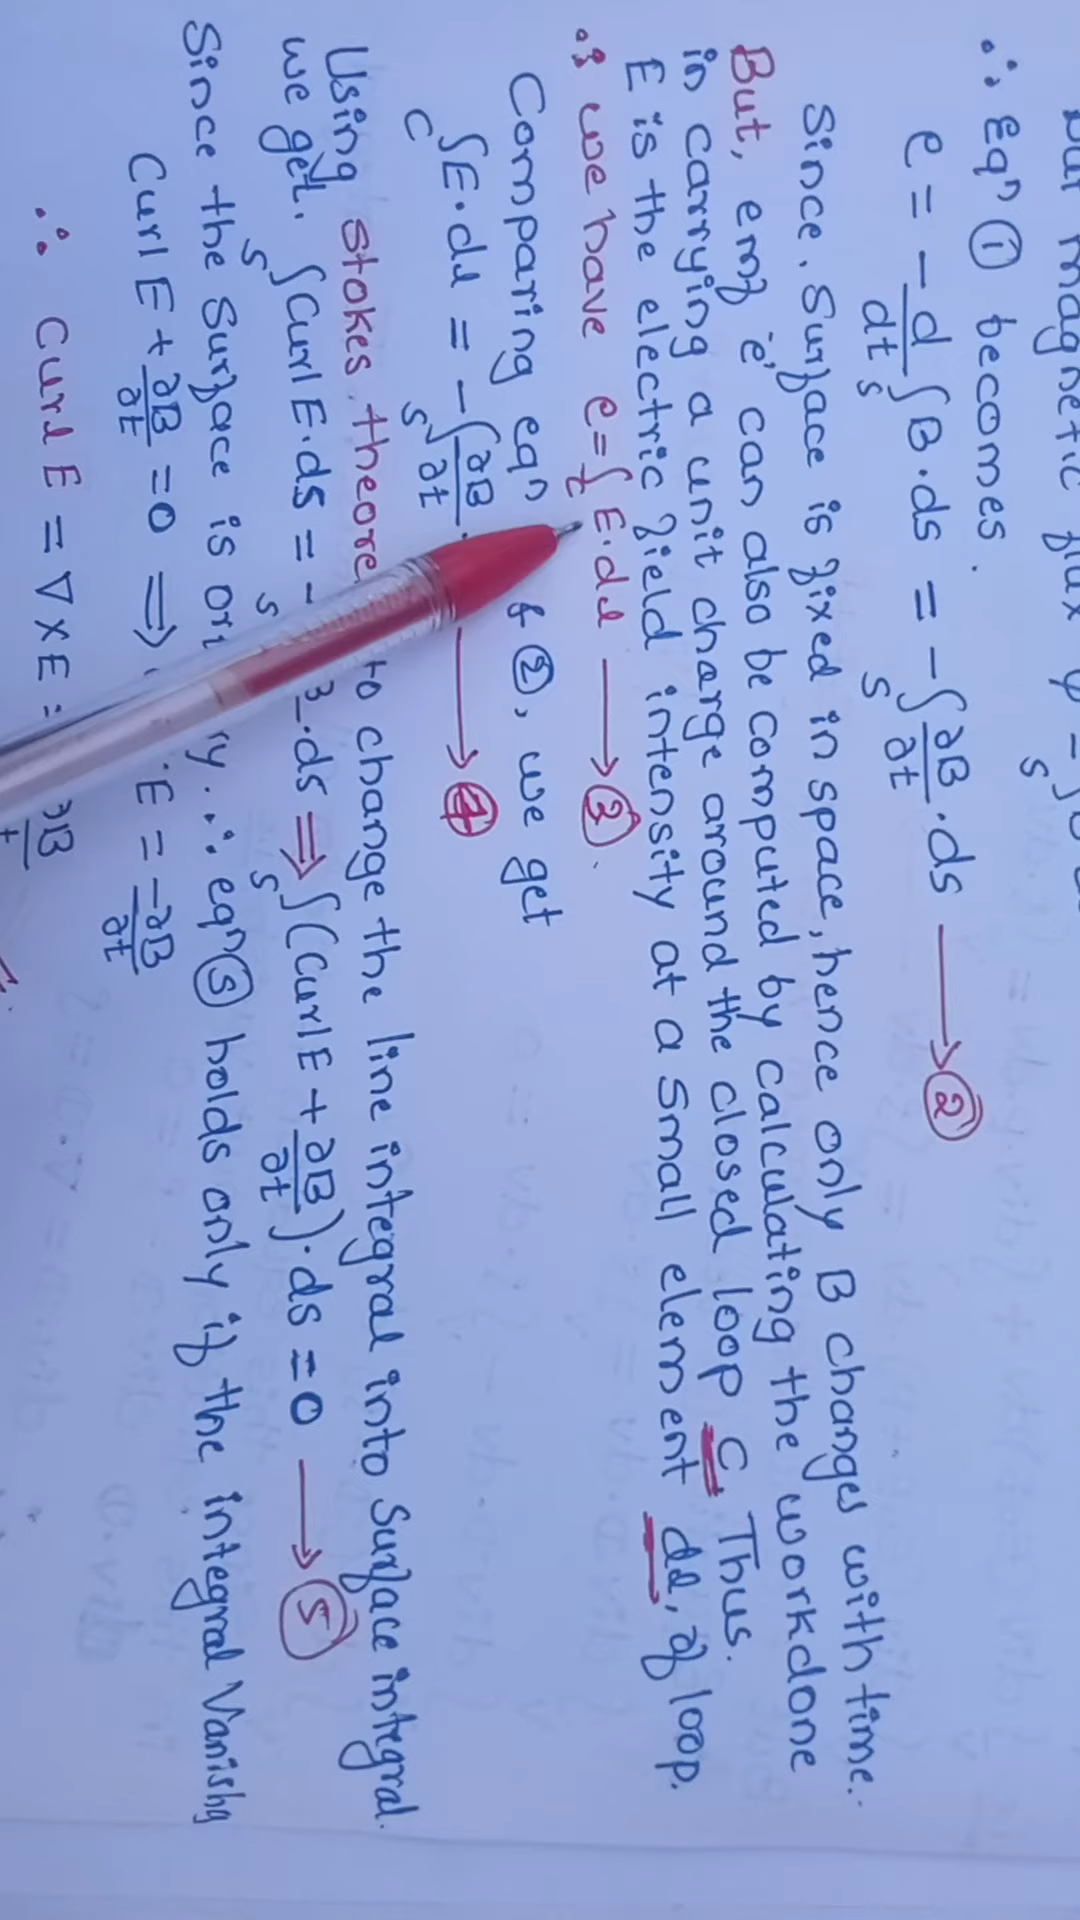 But magnetic flux φ = ∫
S
∴ Eqⁿ ① becomes.
e = -d/dt ∫S B.ds = -∫S ∂B/∂t .ds → ②
Since, Surface is fixed in space, hence only B changes with time.
But, emf 'e' can also be computed by calculating the workdone
in carrying a unit charge around the closed loop C. Thus.
E is the electric field intensity at a small element dl, of loop.
∴ we have e = ∫c E.dl → ③.
Comparing eqⁿ & ②, we get
∫C E.dl = -∫S ∂B/∂t . → ④
Using stokes. theore to change the line integral into Surface integral.
we get. ∫S Curl E.ds = -∫S .ds ⇒ ∫S (Curl E + ∂B/∂t).ds = 0 → ⑤
Since the Surface is ry. ∴ eqⁿ ⑤ holds only if the integral Vanish
Curl E + ∂B/∂t = 0 ⇒ E = -∂B/∂t
∴ Curl E = ∇×E = ∂B